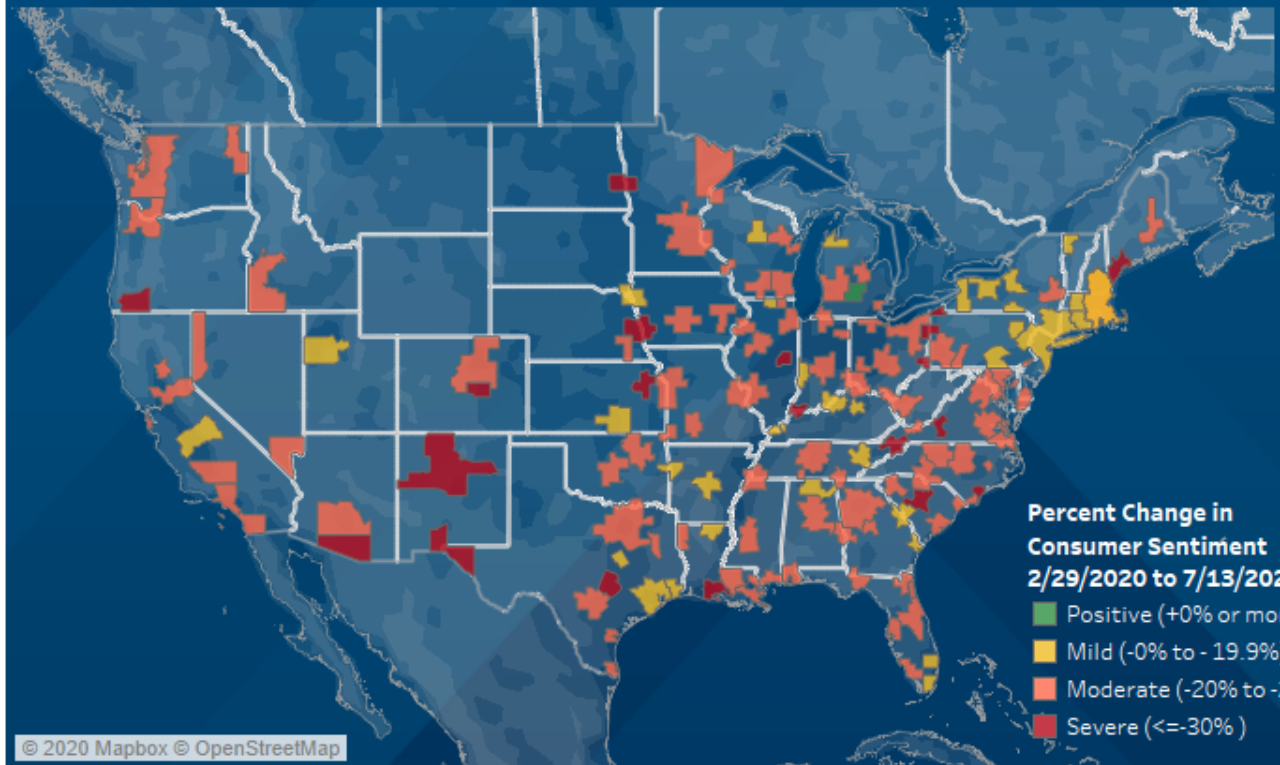 Percent Change in
Consumer Sentiment
2/29/2020 to 7/13/202
Positive (+0% or mo
Mild (-0% to - 19.9%
Moderate (-20% to -
Severe (<=-30% )
© 2020 Mapbox © OpenStreetMap